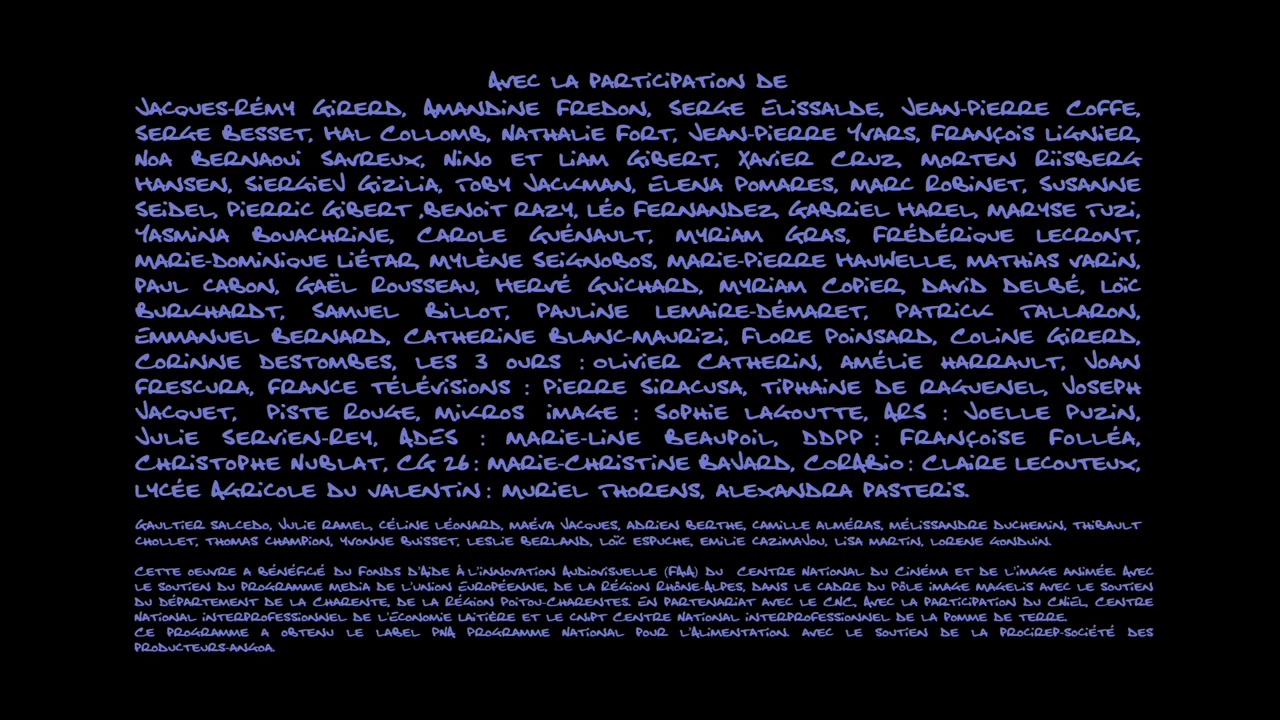 AVEC LA PARTICIPATION DE
JACQUES-RÉMY GIRERD, AMANDINE FREDON, SERGE ÉLISSALDE, JEAN-PIERRE COFFE,
SERGE BESSET, HAL COLLOMB, NATHALIE FORT, JEAN-PIERRE YVARS, FRANÇOIS LIGNIER,
NOA BERNAOUI SAVREUX, NINO ET LIAM GIBERT, XAVIER CRUZ, MORTEN RIISBERG
HANSEN, SIERGIEJ GIZILIA, TOBY JACKMAN, ÉLENA POMARES, MARC ROBINET, SUSANNE
SEIDEL, PIERRIC GIBERT ,BENOIT RAZY, LÉO FERNANDEZ, GABRIEL HAREL, MARYSE TUZI,
YASMINA BOUACHRINE, CAROLE GUÉNAULT, MYRIAM GRAS, FRÉDÉRIQUE LECRONT,
MARIE-DOMINIQUE LIÉTAR, MYLÈNE SEIGNOBOS, MARIE-PIERRE HAUWELLE, MATHIAS VARIN,
PAUL CABON, GAËL ROUSSEAU, HERVÉ GUICHARD, MYRIAM COPIER, DAVID DELBÉ, LOÏC
BURKHARDT, SAMUEL BILLOT, PAULINE LEMAIRE-DÉMARET, PATRICK TALLARON,
EMMANUEL BERNARD, CATHERINE BLANC-MAURIZI, FLORE POINSARD, COLINE GIRERD,
CORINNE DESTOMBES, LES 3 OURS : OLIVIER CATHERIN, AMÉLIE HARRAULT, JOAN
FRESCURA, FRANCE TÉLÉVISIONS : PIERRE SIRACUSA, TIPHAINE DE RAGUENEL, JOSEPH
JACQUET, PISTE ROUGE, MIKROS IMAGE : SOPHIE LAGOUTTE, ARS : JOELLE PUZIN,
JULIE SERVIEN-REY, ADÉS : MARIE-LINE BEAUPOIL, DDPP : FRANÇOISE FOLLÉA,
CHRISTOPHE NUBLAT, CG 26 : MARIE-CHRISTINE BAVARD, CORABIO : CLAIRE LECOUTEUX,
LYCÉE AGRICOLE DU VALENTIN : MURIEL THORENS, ALEXANDRA PASTERIS.
GAULTIER SALCEDO, JULIE RAMEL, CÉLINE LÉONARD, MAÉVA JACQUES, ADRIEN BERTHE, CAMILLE ALMÉRAS, MÉLISSANDRE DUCHEMIN, THIBAULT
CHOLLET, THOMAS CHAMPION, YVONNE BUISSET, LESLIE BERLAND, LOÏC ESPUCHE, EMILIE CAZIMAJOU, LISA MARTIN, LORENE GONDUIN.
CETTE OEUVRE A BÉNÉFICIÉ DU FONDS D'AIDE À L'INNOVATION AUDIOVISUELLE (FAIA) DU CENTRE NATIONAL DU CINÉMA ET DE L'IMAGE ANIMÉE. AVEC
LE SOUTIEN DU PROGRAMME MEDIA DE L'UNION EUROPÉENNE, DE LA RÉGION RHÔNE-ALPES, DANS LE CADRE DU PÔLE IMAGE MAGELIS AVEC LE SOUTIEN
DU DÉPARTEMENT DE LA CHARENTE, DE LA RÉGION POITOU-CHARENTES. EN PARTENARIAT AVEC LE CNC. AVEC LA PARTICIPATION DU CNIEL, CENTRE
NATIONAL INTERPROFESSIONNEL DE L'ÉCONOMIE LAITIÈRE ET LE CNIPT CENTRE NATIONAL INTERPROFESSIONNEL DE LA POMME DE TERRE.
CE PROGRAMME A OBTENU LE LABEL PNA PROGRAMME NATIONAL POUR L'ALIMENTATION. AVEC LE SOUTIEN DE LA PROCIREP-SOCIÉTÉ DES
PRODUCTEURS-ANGOA.